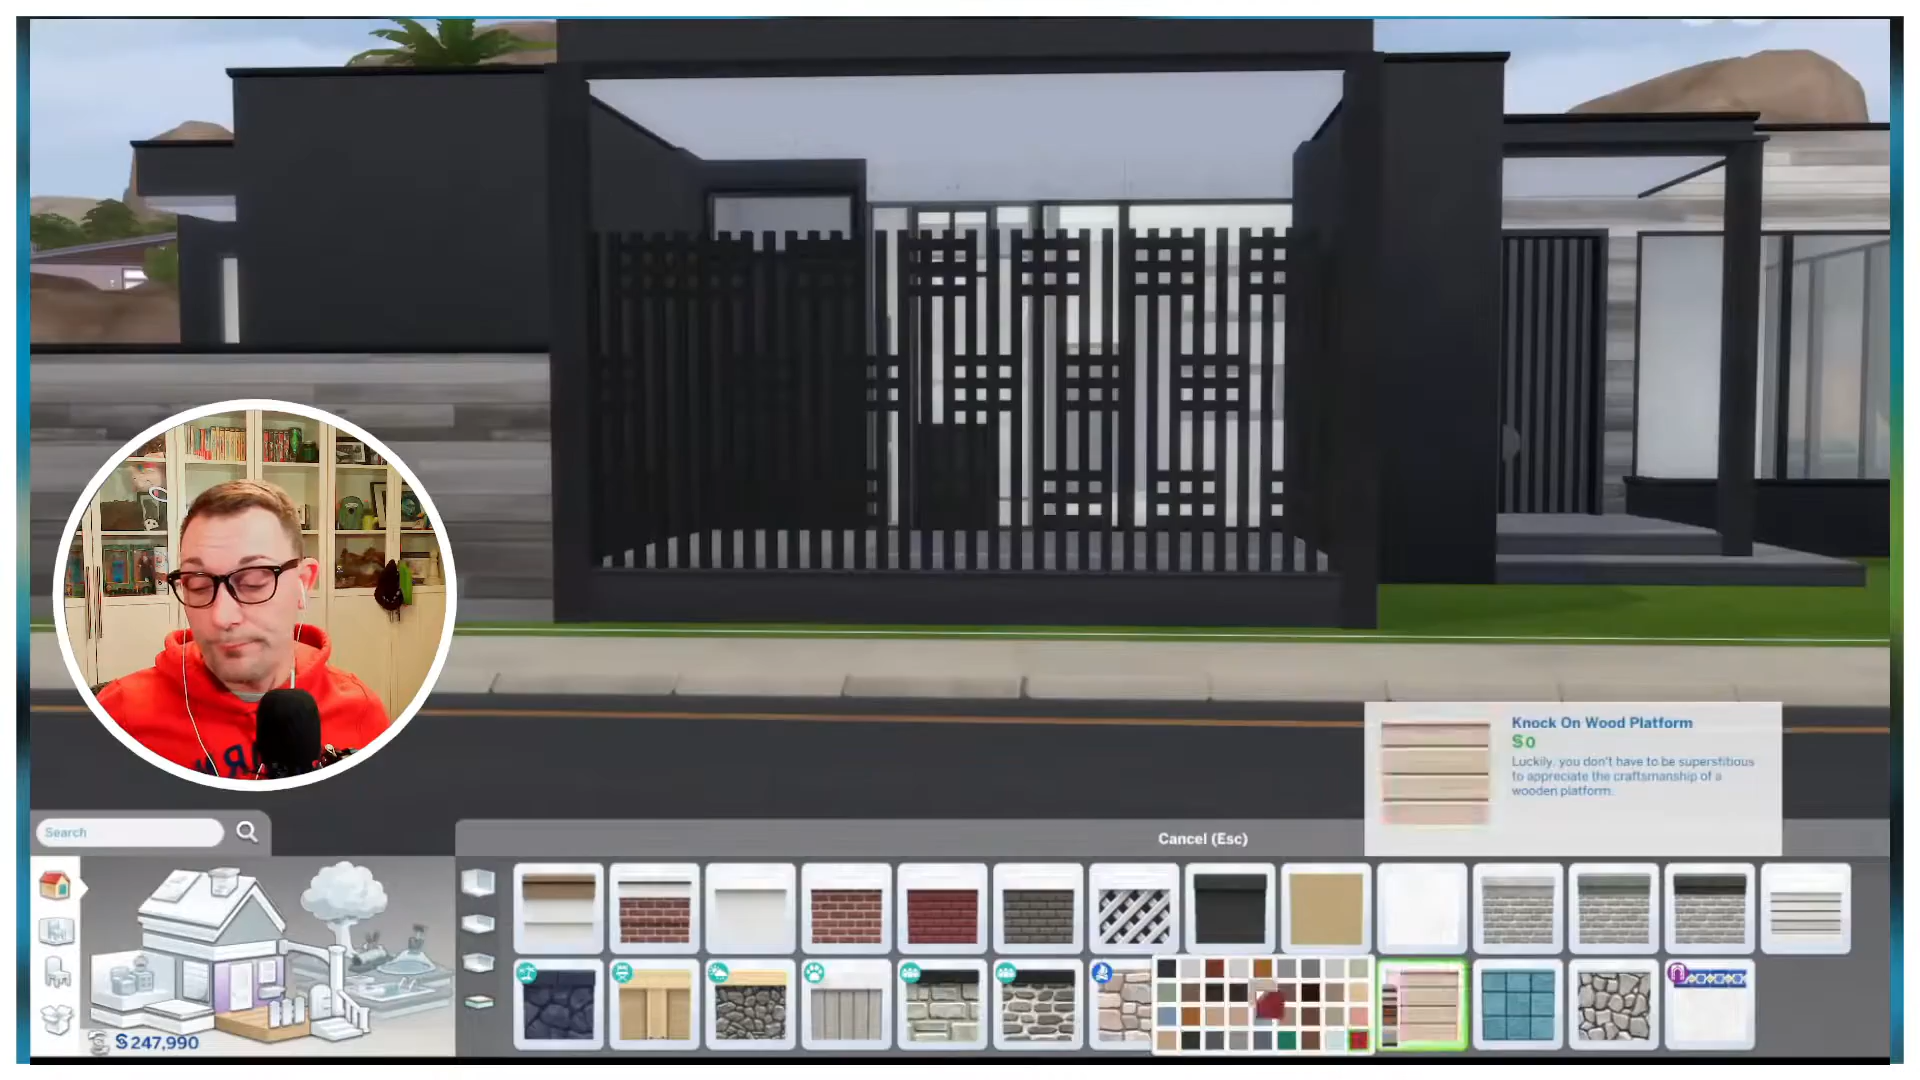 Knock On Wood Platform
§0
Luckily, you don't have to be superstitious
to appreciate the craftsmanship of a
wooden platform.
Search
Cancel (Esc)
§247,990